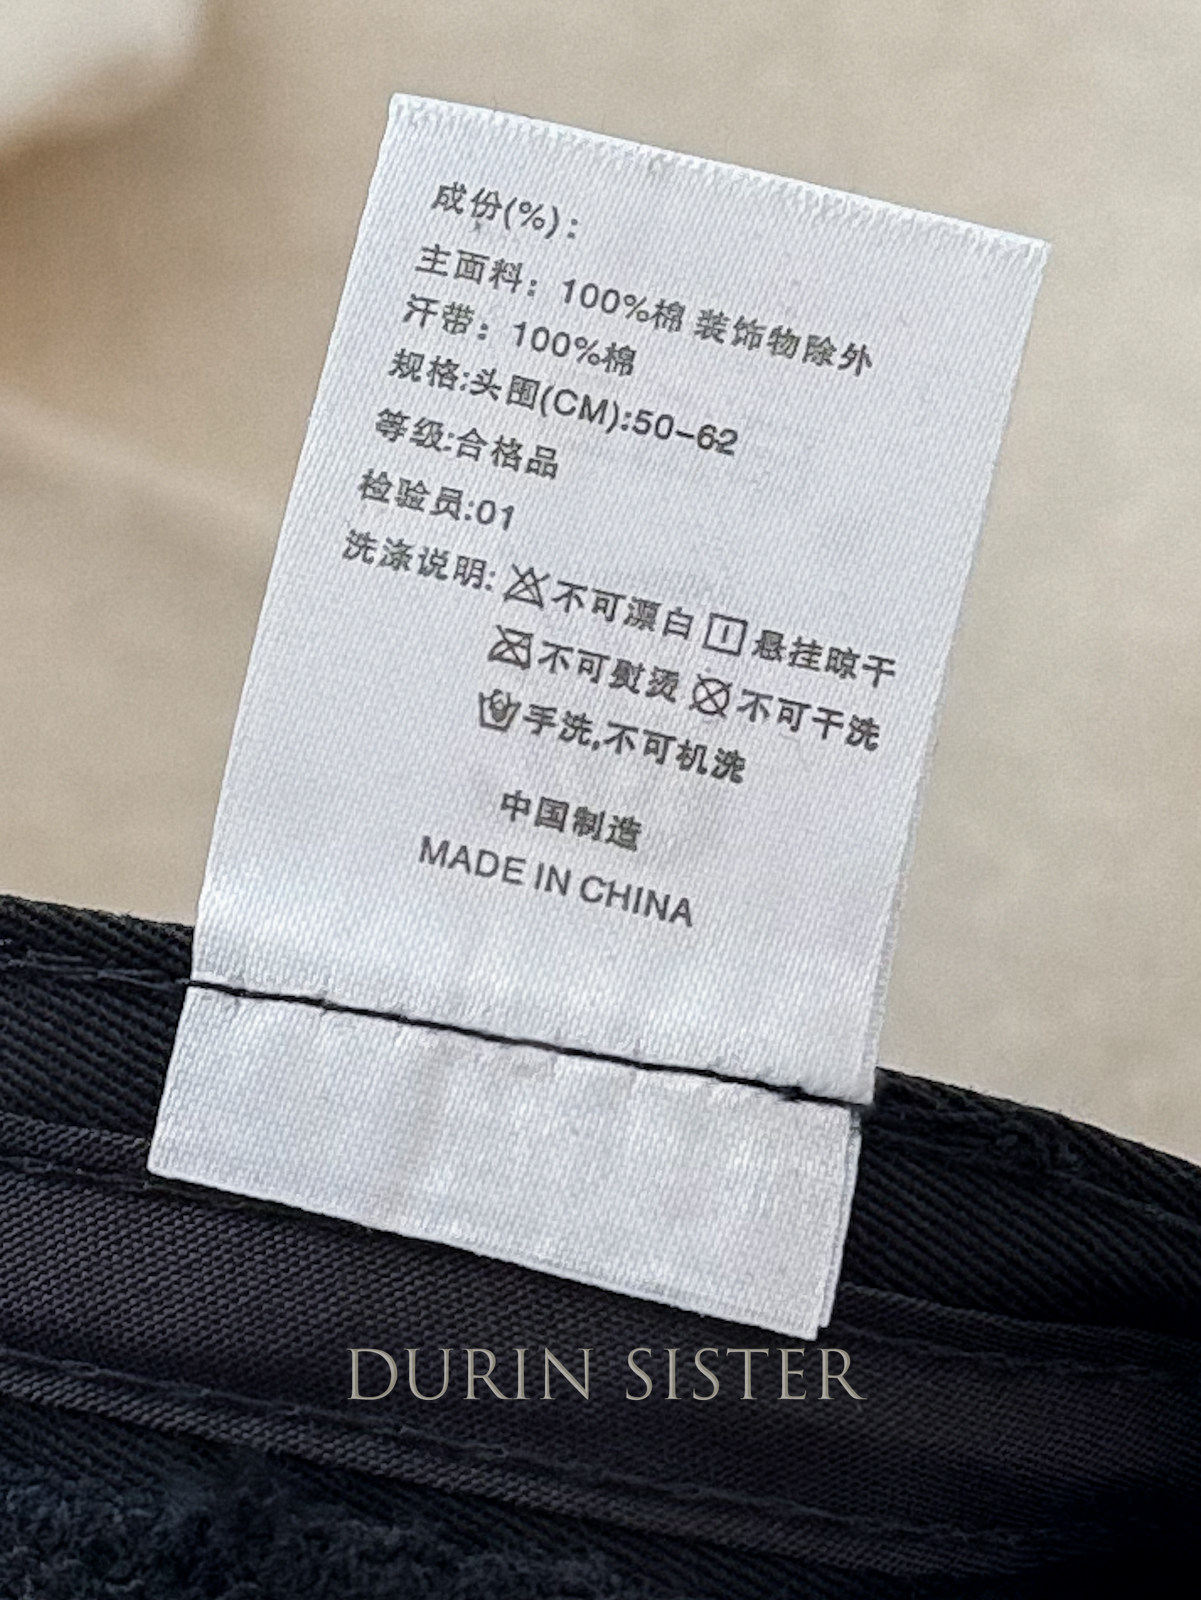 成份(%):
主面料：100%棉 装饰物除外
汗带：100%棉
规格:头围(CM):50-62
等级:合格品
检验员:01
洗涤说明: 不可漂白 悬挂晾干
不可熨烫 不可干洗
手洗,不可机洗
中国制造
MADE IN CHINA
DURIN SISTER